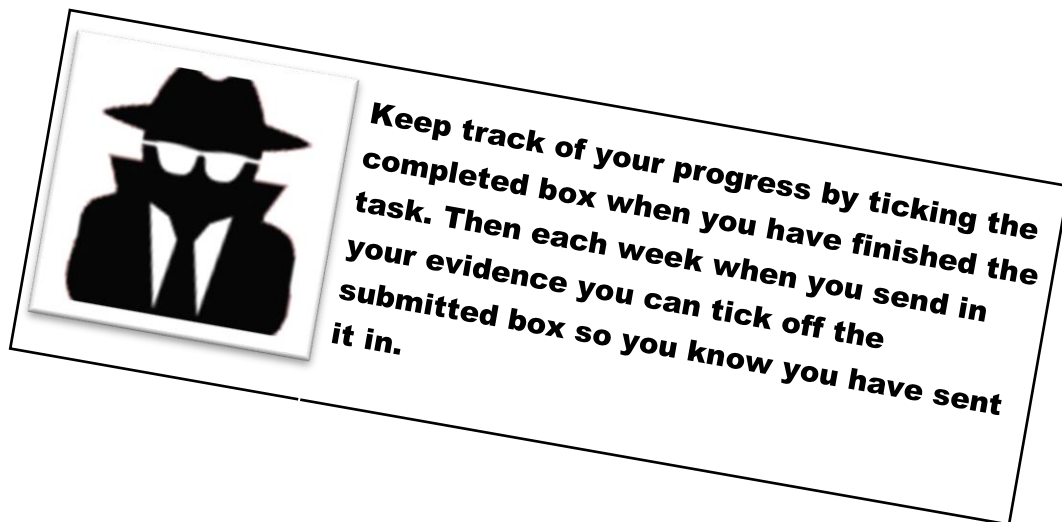 Keep track of your progress by ticking the
completed box when you have finished the
task. Then each week when you send in
your evidence you can tick off the
submitted box so you know you have sent
it in.